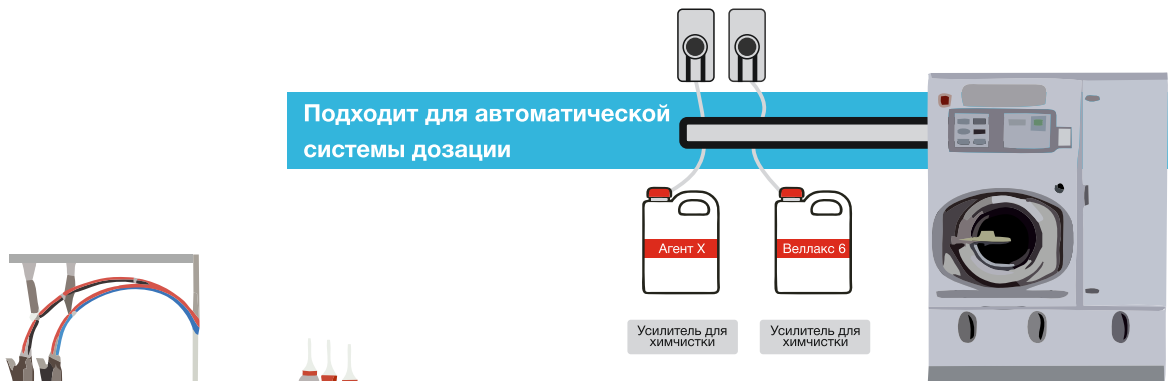 Подходит для автоматической
системы дозации
Агент X
Веллакс 6
Усилитель для
химчистки
Усилитель для
химчистки